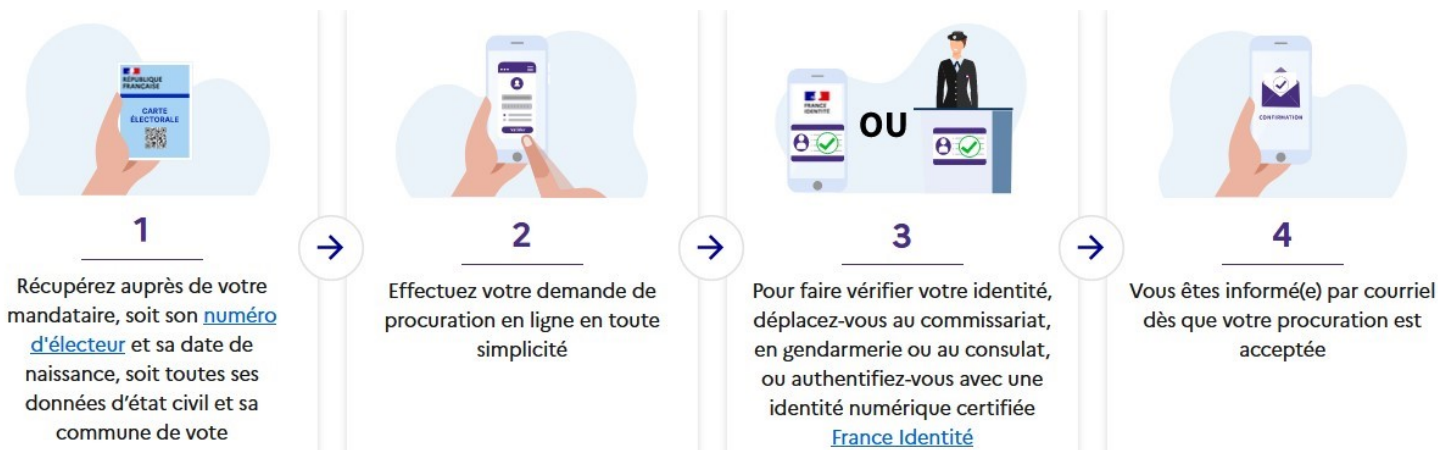 RÉPUBLIQUE
FRANÇAISE
CARTE
ÉLECTORALE
1
Récupérez auprès de votre
mandataire, soit son numéro
d'électeur et sa date de
naissance, soit toutes ses
données d'état civil et sa
commune de vote
2
Effectuez votre demande de
procuration en ligne en toute
simplicité
FRANCE
IDENTITÉ
OU
3
Pour faire vérifier votre identité,
déplacez-vous au commissariat,
en gendarmerie ou au consulat,
ou authentifiez-vous avec une
identité numérique certifiée
France Identité
CONFIRMATION
4
Vous êtes informé(e) par courriel
dès que votre procuration est
acceptée